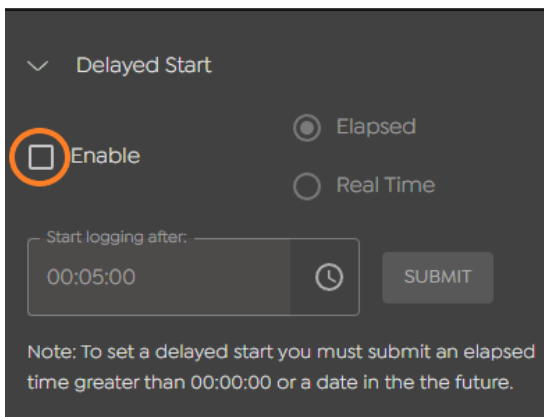 Delayed Start
Enable
Elapsed
Real Time
Start logging after:
00:05:00
SUBMIT
Note: To set a delayed start you must submit an elapsed
time greater than 00:00:00 or a date in the the future.